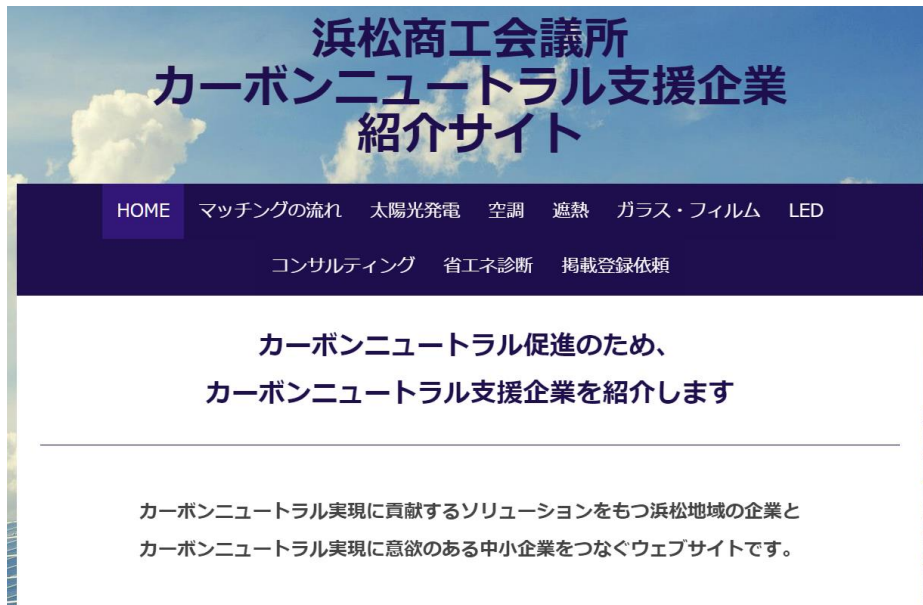 浜松商工会議所
カーボンニュートラル支援企業
紹介サイト
HOME マッチングの流れ 太陽光発電 空調 遮熱 ガラス・フィルム LED
コンサルティング 省エネ診断 掲載登録依頼
カーボンニュートラル促進のため、
カーボンニュートラル支援企業を紹介します
カーボンニュートラル実現に貢献するソリューションをもつ浜松地域の企業と
カーボンニュートラル実現に意欲のある中小企業をつなぐウェブサイトです。